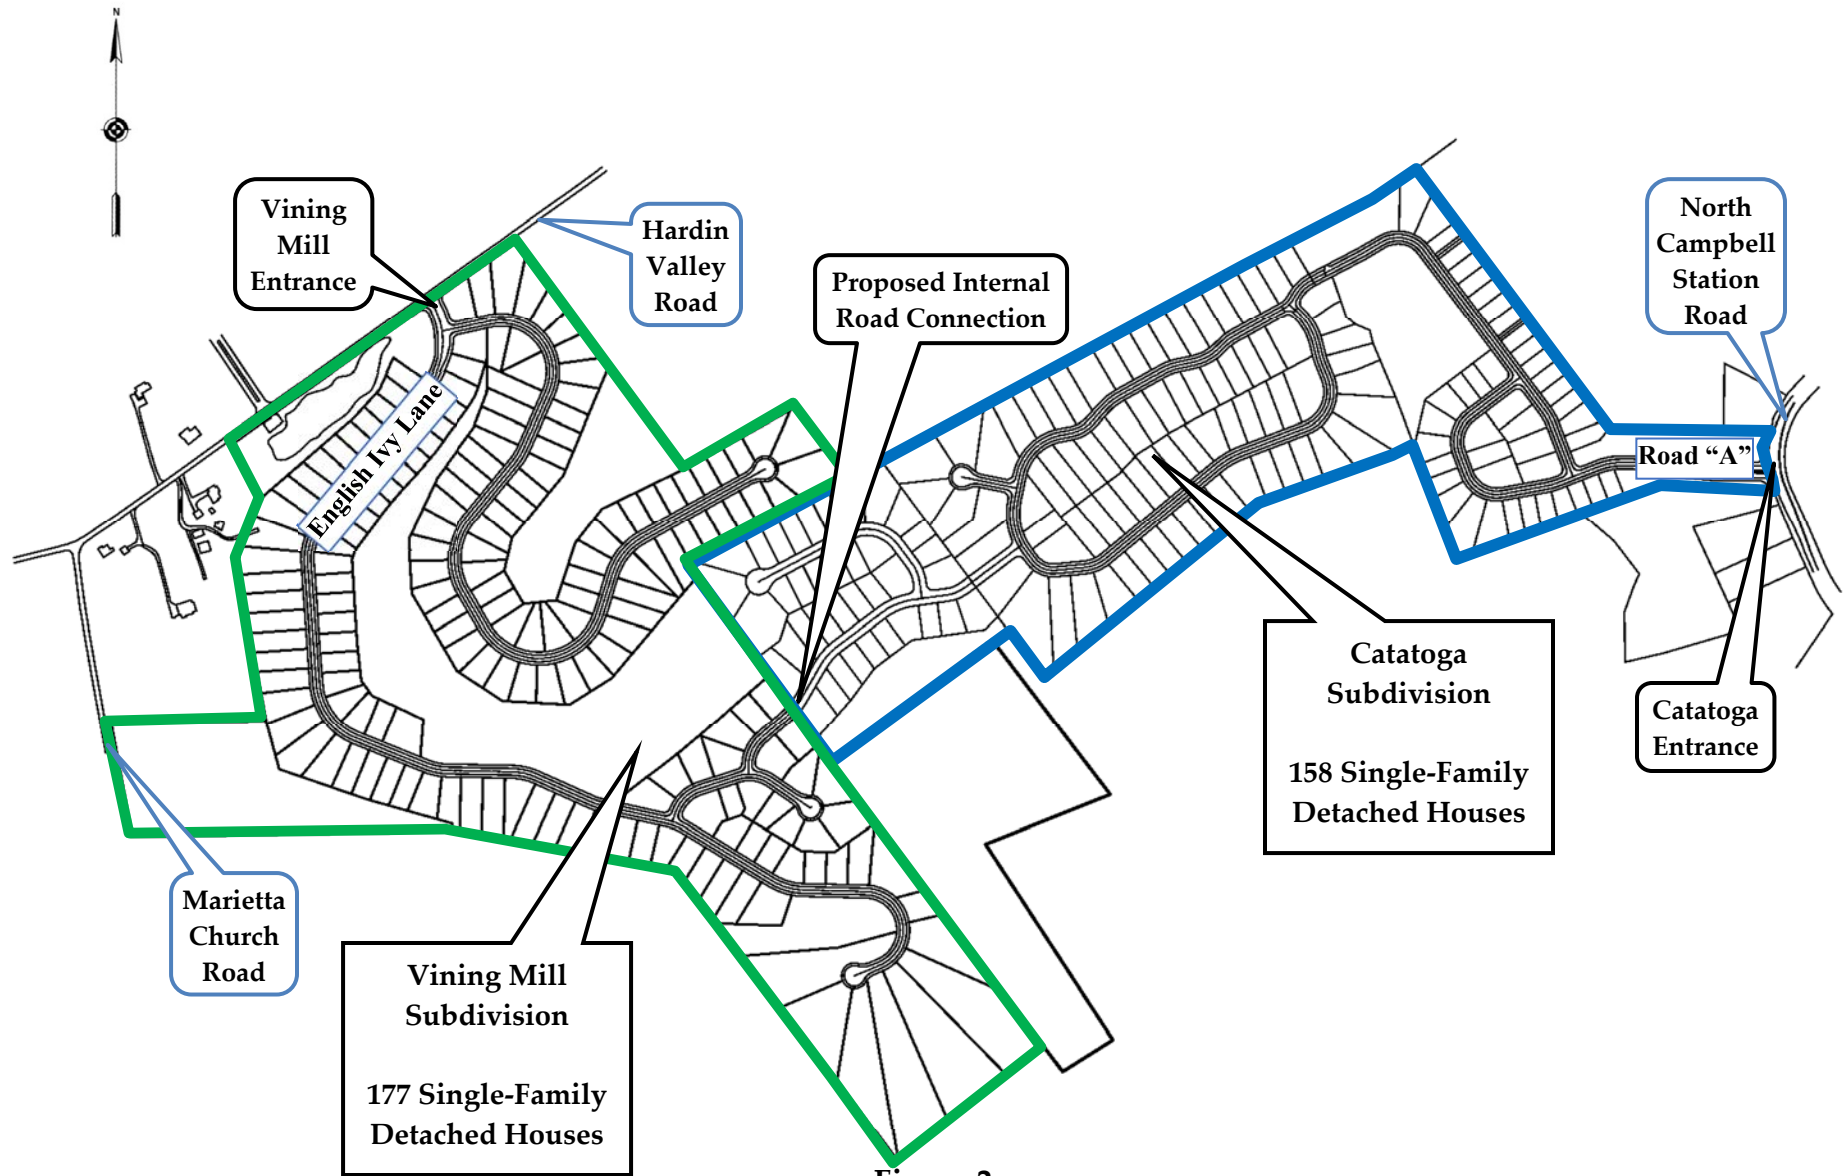 N
Vining
Mill
Entrance
Hardin
Valley
Road
Proposed Internal
Road Connection
North
Campbell
Station
Road
English Ivy Lane
Road “A”
Catatoga
Subdivision
158 Single-Family
Detached Houses
Catatoga
Entrance
Marietta
Church
Road
Vining Mill
Subdivision
177 Single-Family
Detached Houses